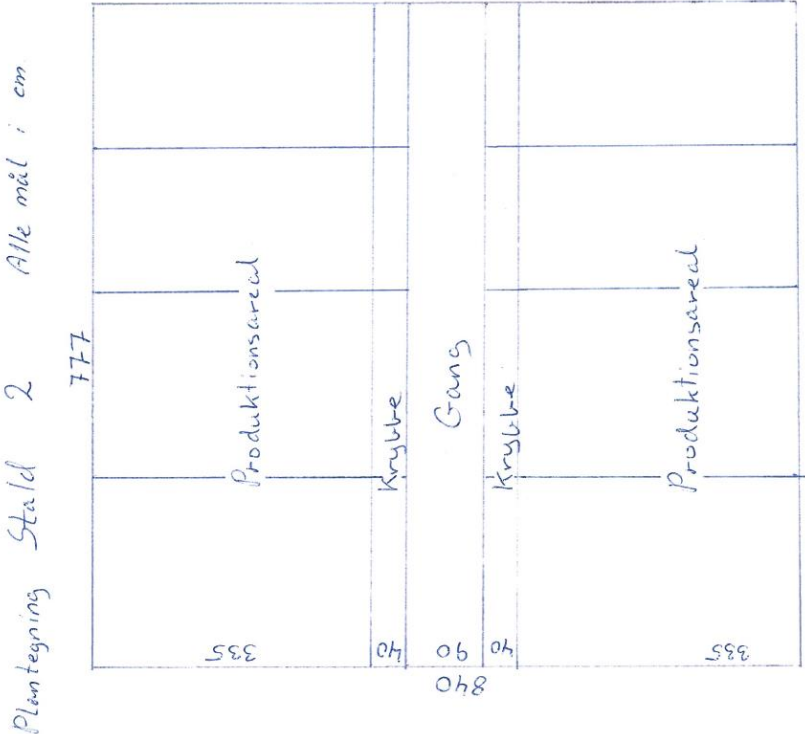 Plantegning Stald 2 Alle mål i cm
777
335
Produktionsareal
40
Krybbe
90
Gang
840
40
Krybbe
335
Produktionsareal